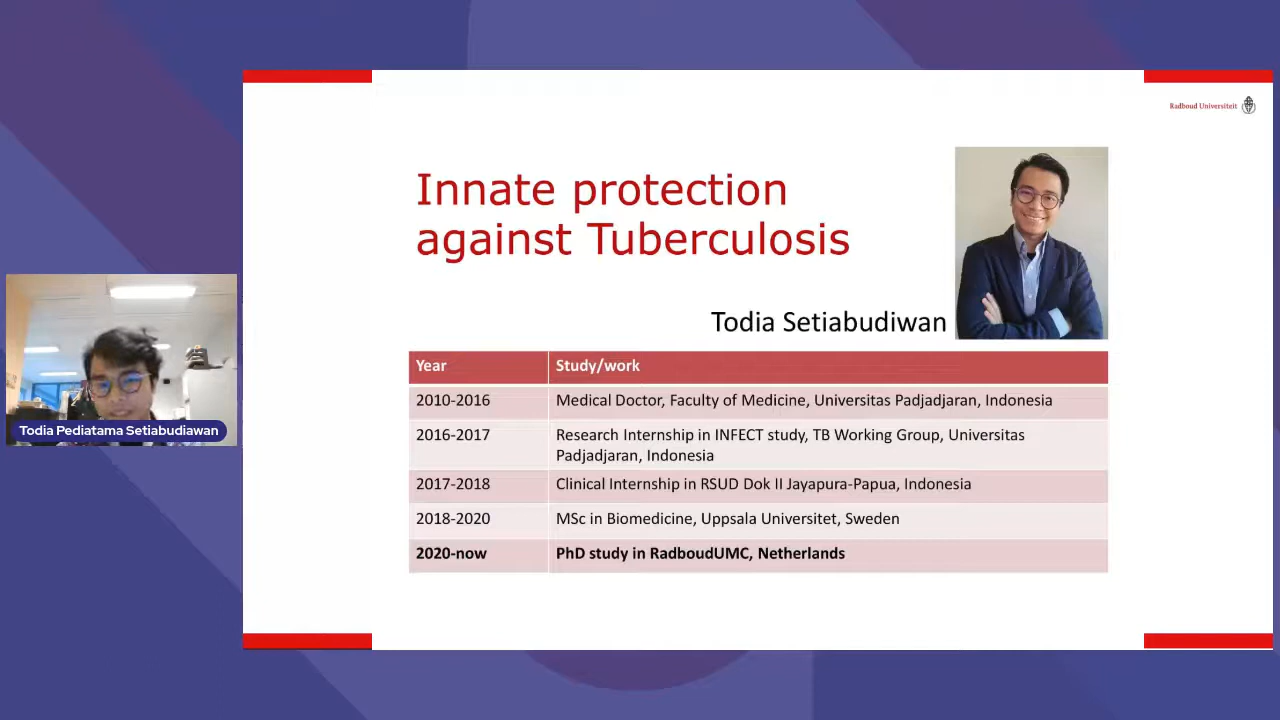 Radboud Universiteit
Innate protection
against Tuberculosis
Todia Setiabudiwan
Year Study/work
2010-2016 Medical Doctor, Faculty of Medicine, Universitas Padjadjaran, Indonesia
2016-2017 Research Internship in INFECT study, TB Working Group, Universitas
Padjadjaran, Indonesia
2017-2018 Clinical Internship in RSUD Dok II Jayapura-Papua, Indonesia
2018-2020 MSc in Biomedicine, Uppsala Universitet, Sweden
2020-now PhD study in RadboudUMC, Netherlands
Todia Pediatama Setiabudiawan